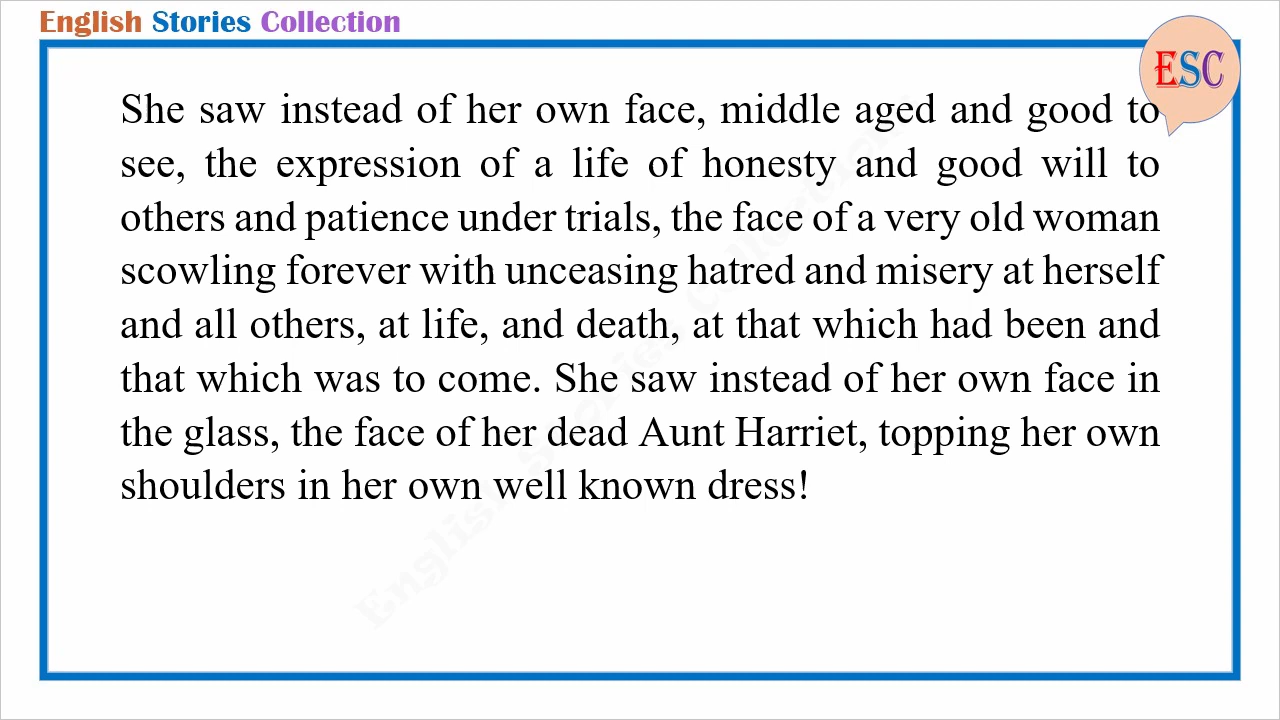 English Stories Collection
ESC
She saw instead of her own face, middle aged and good to
see, the expression of a life of honesty and good will to
others and patience under trials, the face of a very old woman
scowling forever with unceasing hatred and misery at herself
and all others, at life, and death, at that which had been and
that which was to come. She saw instead of her own face in
the glass, the face of her dead Aunt Harriet, topping her own
shoulders in her own well known dress!
English Stories Collection